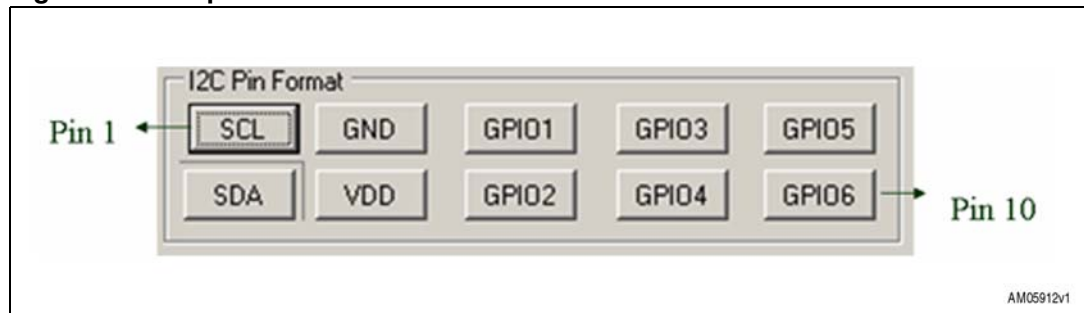 I2C Pin Format
Pin 1
SCL GND GPIO1 GPIO3 GPIO5
SDA VDD GPIO2 GPIO4 GPIO6
Pin 10
AM05912v1